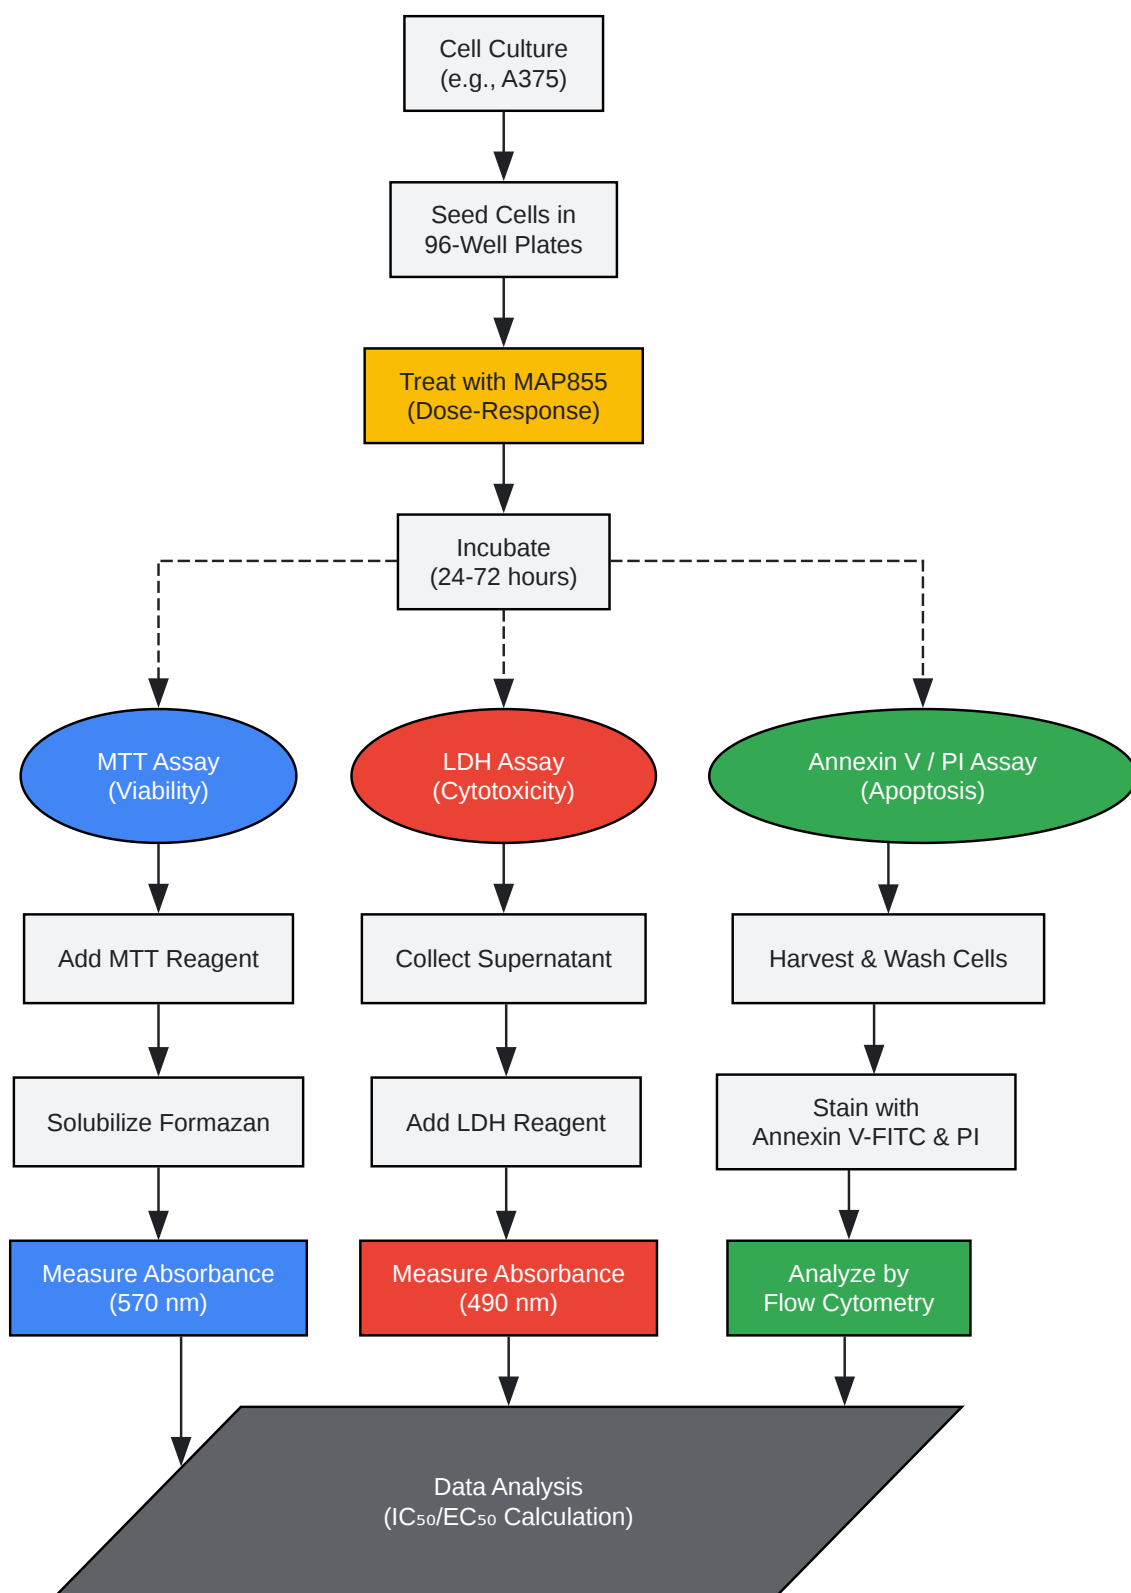 Cell Culture
(e.g., A375)
Seed Cells in
96-Well Plates
Treat with MAP855
(Dose-Response)
Incubate
(24-72 hours)
MTT Assay
(Viability)
LDH Assay
(Cytotoxicity)
Annexin V / PI Assay
(Apoptosis)
Add MTT Reagent
Collect Supernatant
Harvest & Wash Cells
Solubilize Formazan
Add LDH Reagent
Stain with
Annexin V-FITC & PI
Measure Absorbance
(570 nm)
Measure Absorbance
(490 nm)
Analyze by
Flow Cytometry
Data Analysis
(IC₅₀/EC₅₀ Calculation)